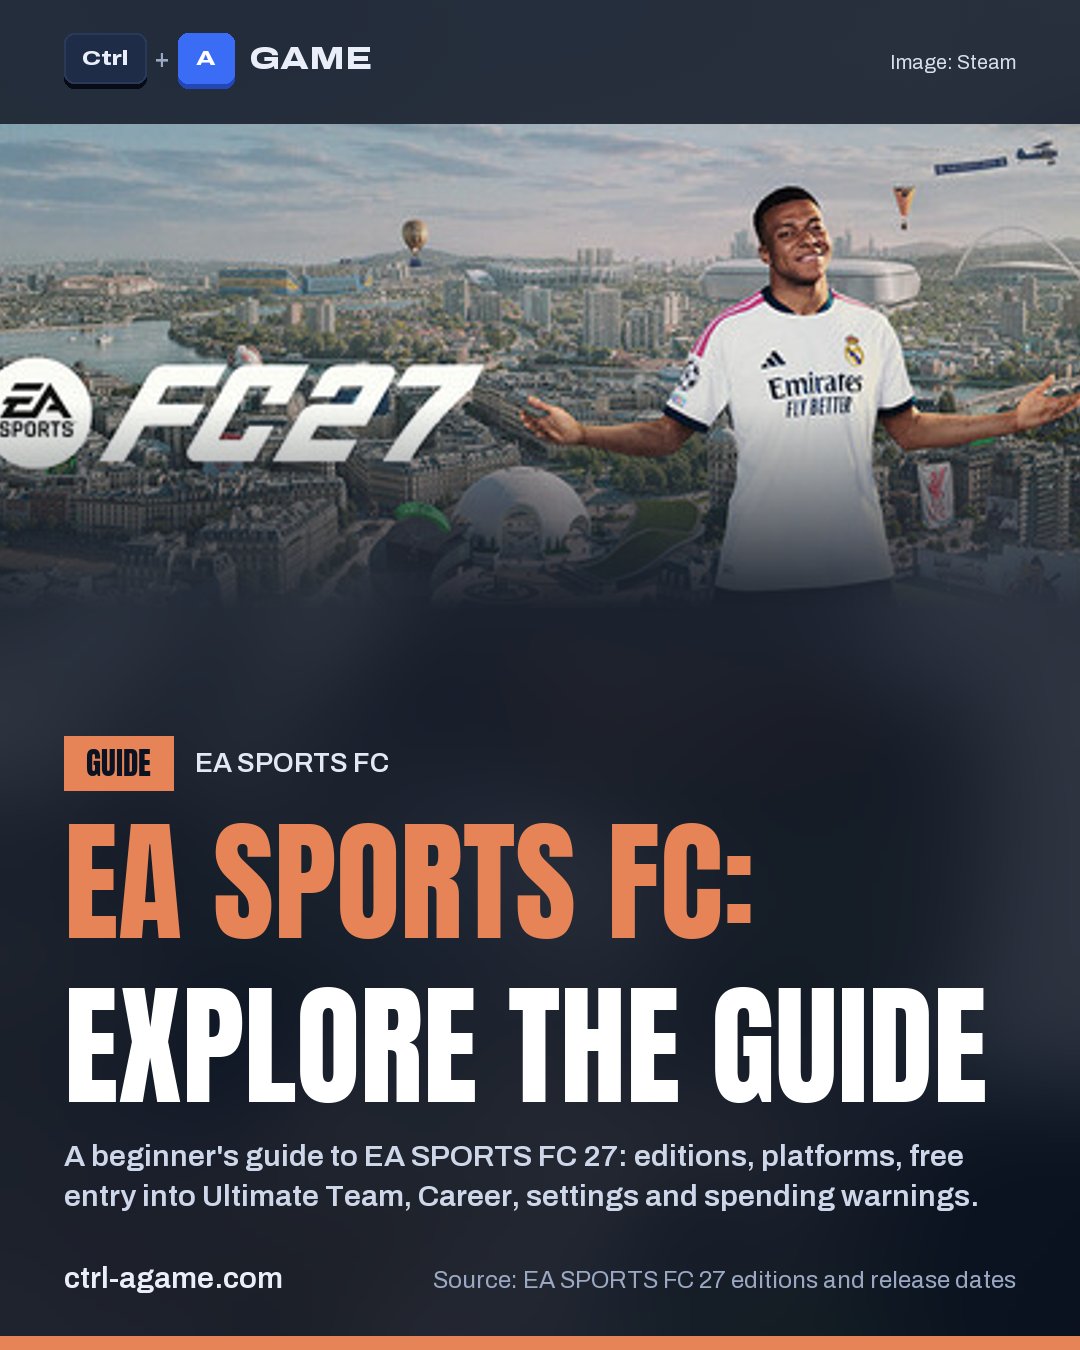 Ctrl + A GAME
Image: Steam
EA SPORTS FC27
Emirates
FLY BETTER
GUIDE EA SPORTS FC
EA SPORTS FC:
EXPLORE THE GUIDE
A beginner's guide to EA SPORTS FC 27: editions, platforms, free
entry into Ultimate Team, Career, settings and spending warnings.
ctrl-agame.com
Source: EA SPORTS FC 27 editions and release dates